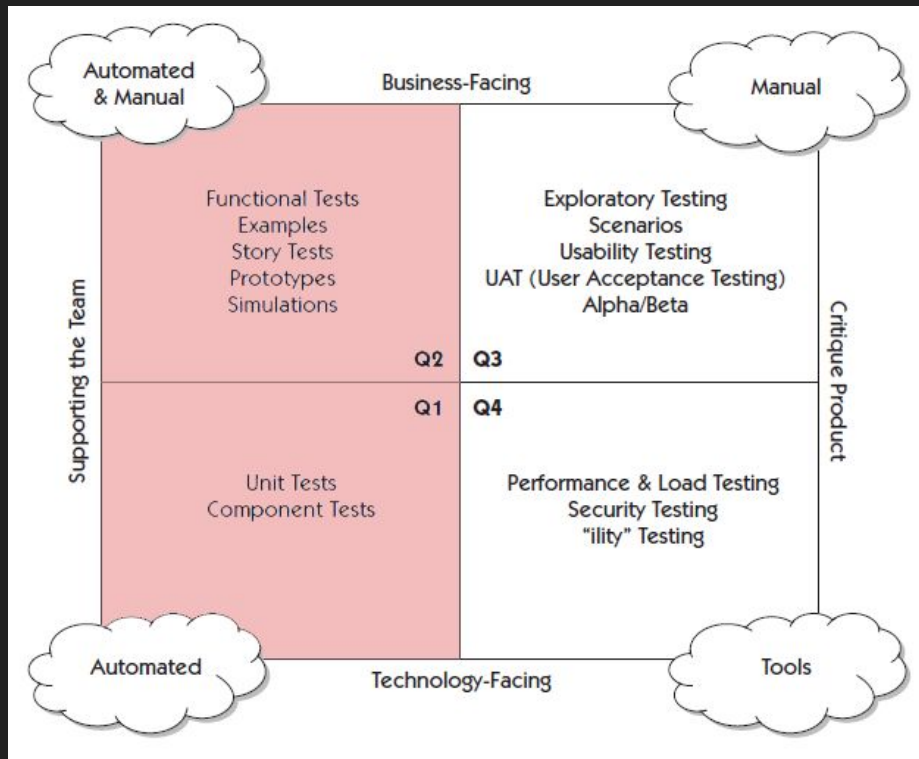 Automated
& Manual
Business-Facing
Manual
Functional Tests
Examples
Story Tests
Prototypes
Simulations
Exploratory Testing
Scenarios
Usability Testing
UAT (User Acceptance Testing)
Alpha/Beta
Supporting the Team
Critique Product
Q2
Q3
Q1
Q4
Unit Tests
Component Tests
Performance & Load Testing
Security Testing
“ility” Testing
Automated
Technology-Facing
Tools